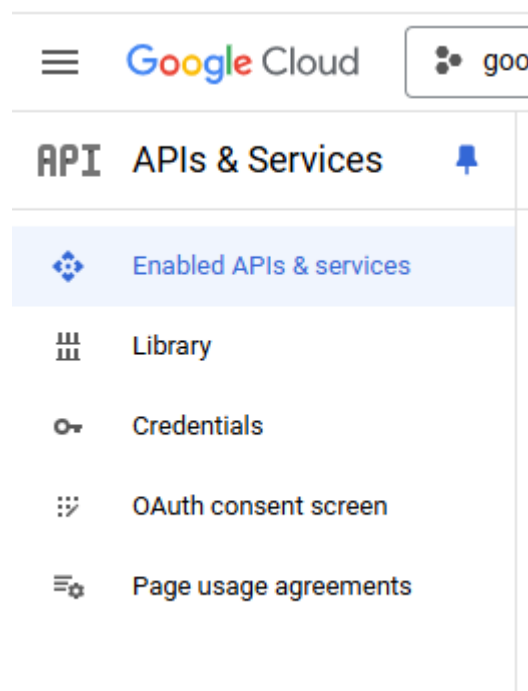 Google Cloud
goo
API APIs & Services
Enabled APIs & services
Library
Credentials
OAuth consent screen
Page usage agreements